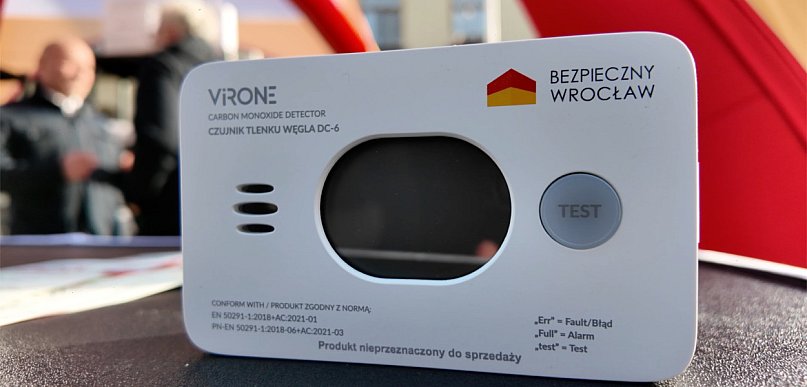 ViRONE
CARBON MONOXIDE DETECTOR
CZUJNIK TLENKU WĘGLA DC-6
BEZPIECZNY
WROCŁAW
TEST
CONFORM WITH / PRODUKT ZGODNY Z NORMĄ:
EN 50291-1:2018+AC:2021-01
PN-EN 50291-1:2018-06+AC:2021-03
„Err” = Fault/Błąd
„Full” = Alarm
„test” = Test
Produkt nieprzeznaczony do sprzedaży